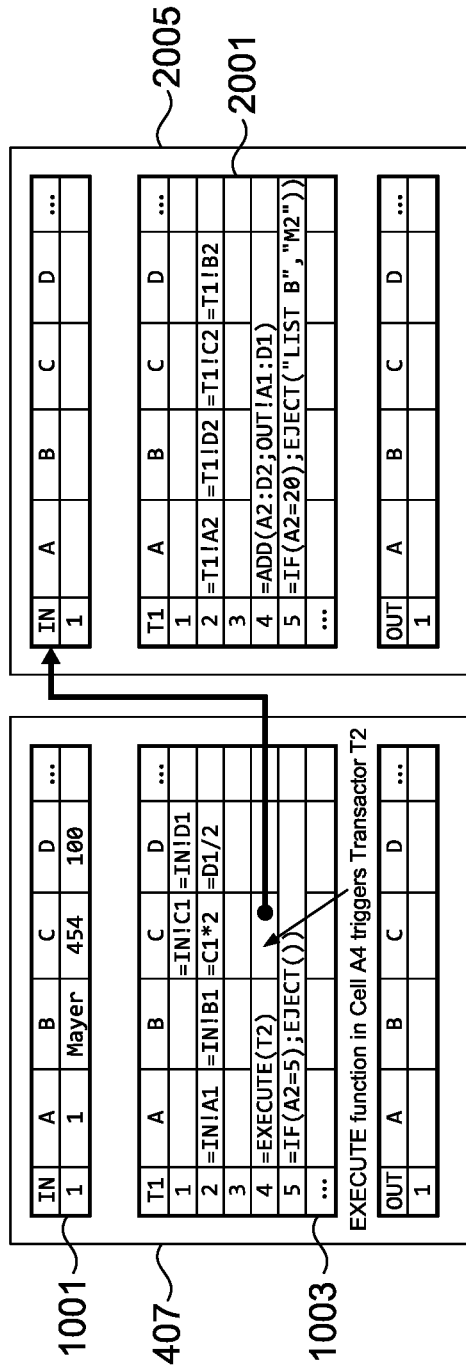 1001
407
1003
IN A B C D ...
1 1 Mayer 454 100
T1 A B C D ...
1 =IN!C1 =IN!D1
2 =IN!A1 =IN!B1 =C1*2 =D1/2
3
4 =EXECUTE(T2)
5 =IF(A2=5);EJECT())
...
EXECUTE function in Cell A4 triggers Transactor T2
OUT A B C D ...
1
IN A B C D ...
1
T1 A B C D ...
1
2 =T1!A2 =T1!D2 =T1!C2 =T1!B2
3
4 =ADD(A2:D2;OUT!A1:D1)
5 =IF(A2=20);EJECT("LIST B","M2"))
...
OUT A B C D ...
1
2005
2001